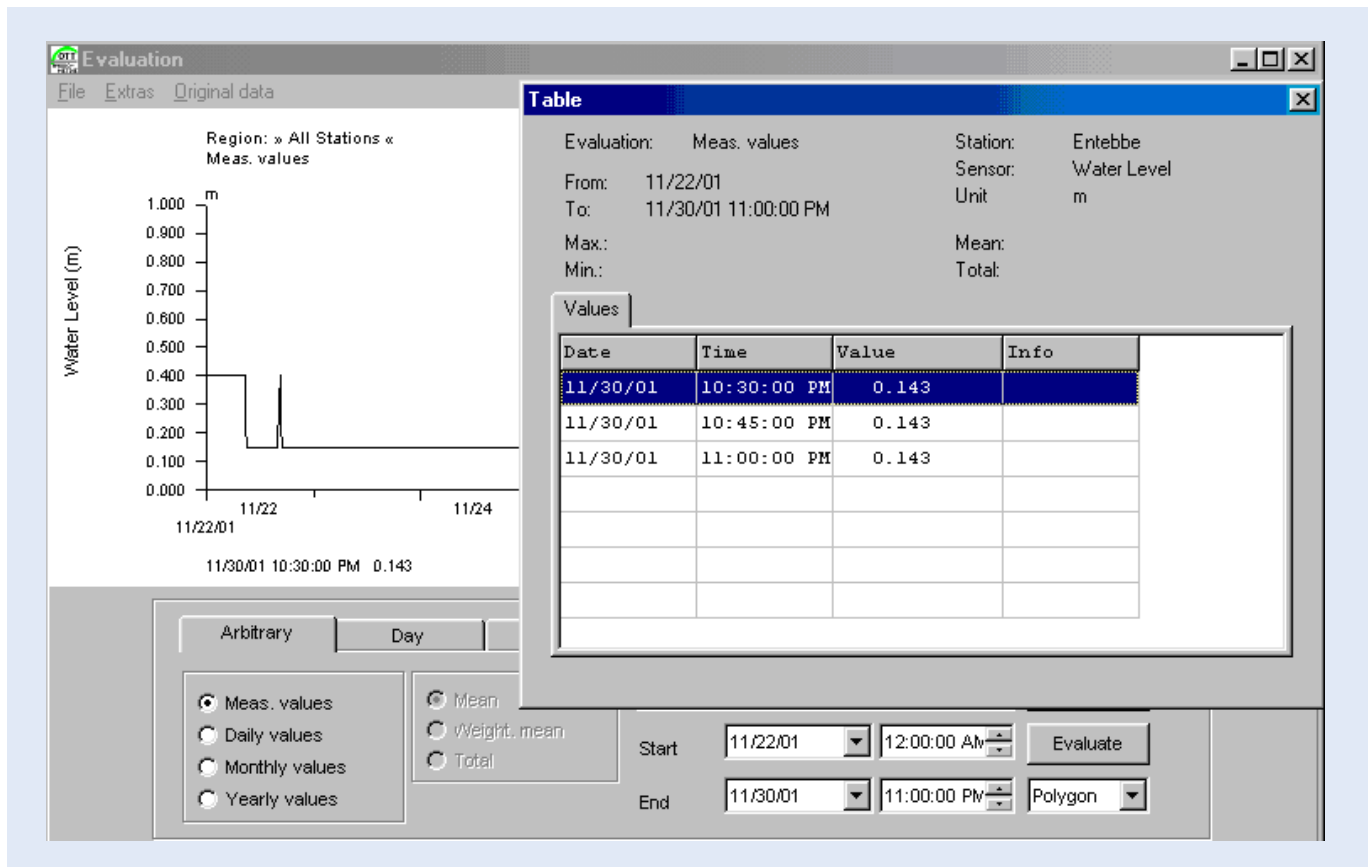 OTT
Evaluation
File Extras Original data
Region: » All Stations «
Meas. values
m
Water Level (m)
1.000
0.900
0.800
0.700
0.600
0.500
0.400
0.300
0.200
0.100
0.000
11/22 11/24
11/22/01
11/30/01 10:30:00 PM 0.143
Table
Evaluation: Meas. values Station: Entebbe
Sensor: Water Level
From: 11/22/01 Unit m
To: 11/30/01 11:00:00 PM
Max.: Mean:
Min.: Total:
Values
Date Time Value Info
11/30/01 10:30:00 PM 0.143
11/30/01 10:45:00 PM 0.143
11/30/01 11:00:00 PM 0.143
Arbitrary Day
Meas. values
Daily values
Monthly values
Yearly values
Mean
Weight. mean
Total
Start 11/22/01 12:00:00 Evaluate
End 11/30/01 11:00:00 Polygon